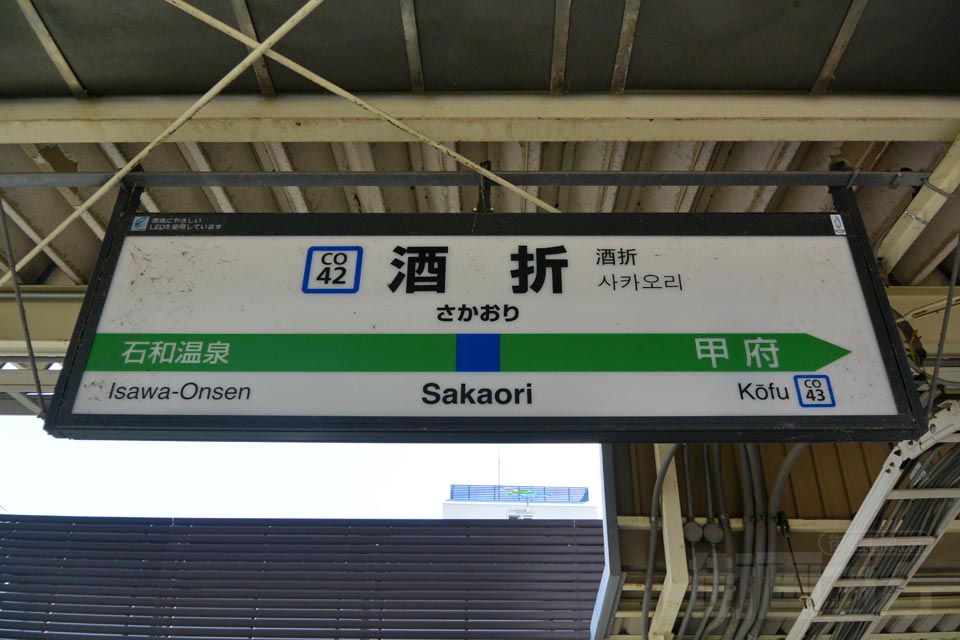 環境にやさしい
LEDを使用しています
CO
42
酒折
酒折
사카오리
さかおり
石和温泉
甲府
Isawa-Onsen
Sakaori
Kōfu
CO
43